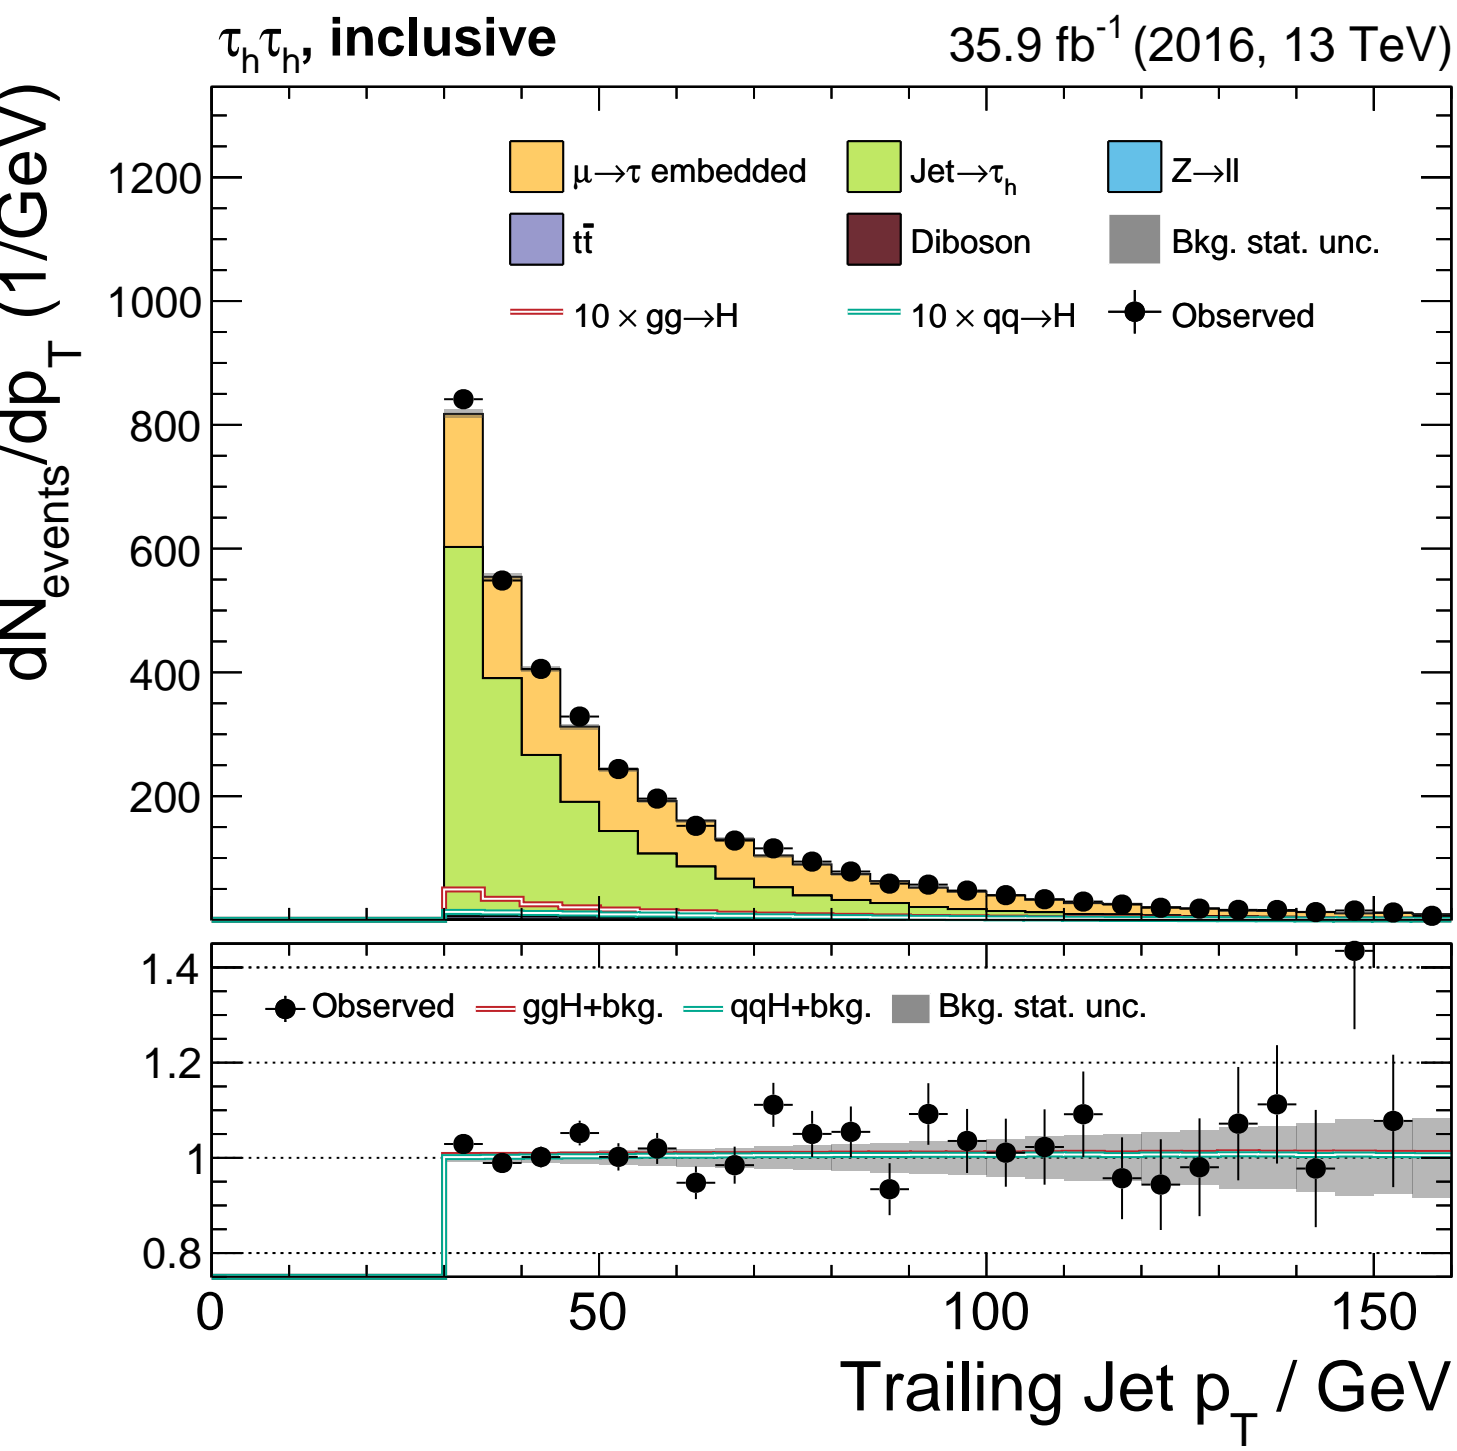 τhτh, inclusive 35.9 fb⁻¹ (2016, 13 TeV)
dNevents/dpT (1/GeV)
1200
1000
800
600
400
200
μ→τ embedded Jet→τh Z→ll
tt̄ Diboson Bkg. stat. unc.
10 × gg→H 10 × qq→H Observed
1.4
1.2
1
0.8
Observed ggH+bkg. qqH+bkg. Bkg. stat. unc.
0 50 100 150
Trailing Jet pT / GeV